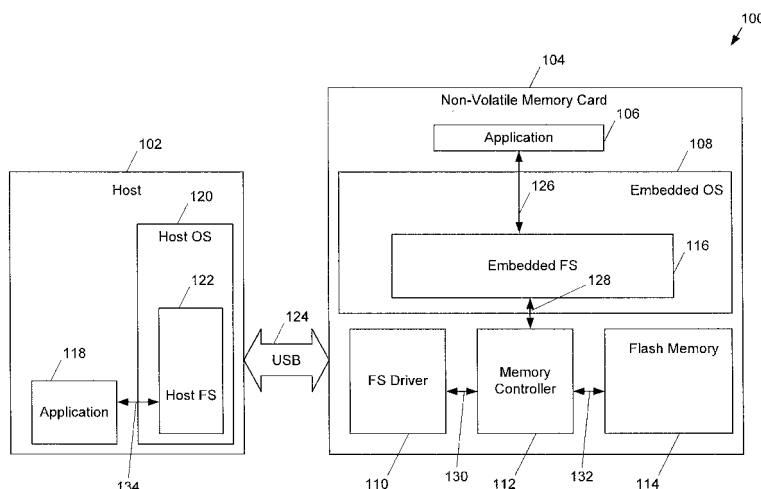 100
104
Non-Volatile Memory Card
106
Application
102
108
Host
126
Embedded OS
120
Host OS
116
Embedded FS
122
128
124
118
USB
Flash Memory
FS Driver
Memory
Controller
Application
Host FS
134
110
130
112
132
114